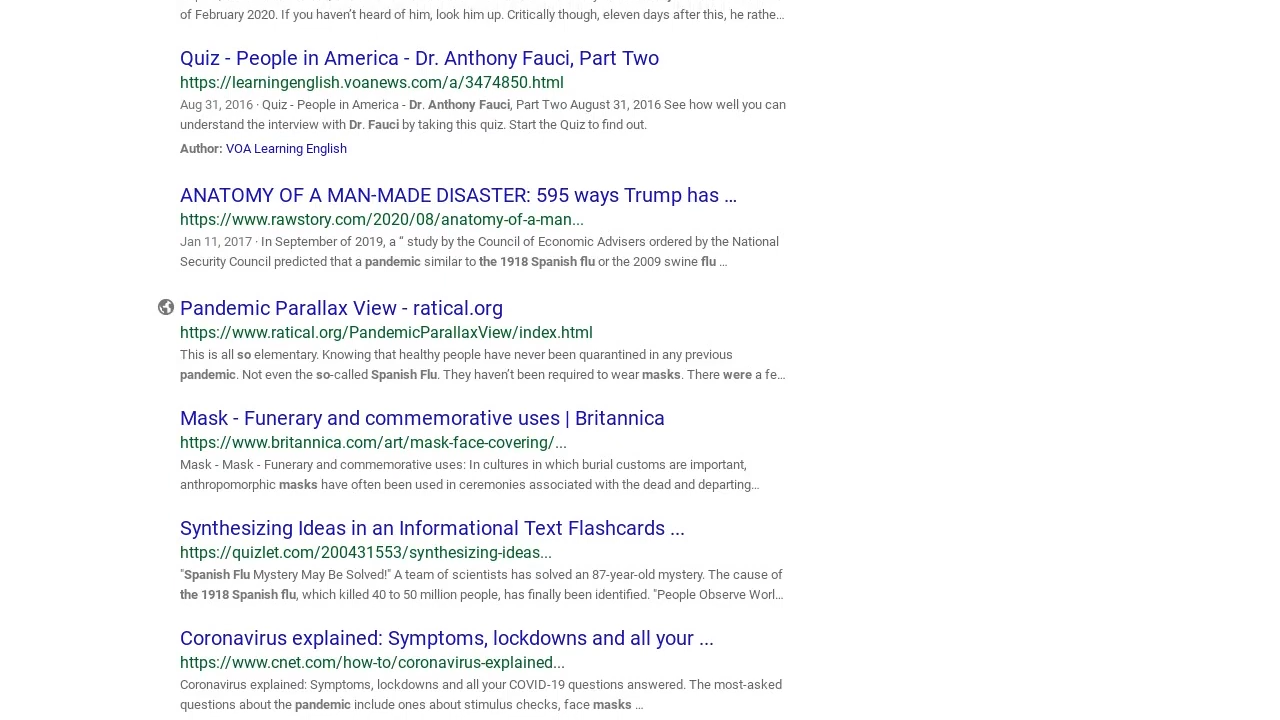 of February 2020. If you haven't heard of him, look him up. Critically though, eleven days after this, he rathe…
Quiz - People in America - Dr. Anthony Fauci, Part Two
https://learningenglish.voanews.com/a/3474850.html
Aug 31, 2016 · Quiz - People in America - Dr. Anthony Fauci, Part Two August 31, 2016 See how well you can
understand the interview with Dr. Fauci by taking this quiz. Start the Quiz to find out.
Author: VOA Learning English
ANATOMY OF A MAN-MADE DISASTER: 595 ways Trump has …
https://www.rawstory.com/2020/08/anatomy-of-a-man...
Jan 11, 2017 · In September of 2019, a “ study by the Council of Economic Advisers ordered by the National
Security Council predicted that a pandemic similar to the 1918 Spanish flu or the 2009 swine flu …
Pandemic Parallax View - ratical.org
https://www.ratical.org/PandemicParallaxView/index.html
This is all so elementary. Knowing that healthy people have never been quarantined in any previous
pandemic. Not even the so-called Spanish Flu. They haven't been required to wear masks. There were a fe…
Mask - Funerary and commemorative uses | Britannica
https://www.britannica.com/art/mask-face-covering/...
Mask - Mask - Funerary and commemorative uses: In cultures in which burial customs are important,
anthropomorphic masks have often been used in ceremonies associated with the dead and departing…
Synthesizing Ideas in an Informational Text Flashcards ...
https://quizlet.com/200431553/synthesizing-ideas...
"Spanish Flu Mystery May Be Solved!" A team of scientists has solved an 87-year-old mystery. The cause of
the 1918 Spanish flu, which killed 40 to 50 million people, has finally been identified. "People Observe Worl…
Coronavirus explained: Symptoms, lockdowns and all your ...
https://www.cnet.com/how-to/coronavirus-explained...
Coronavirus explained: Symptoms, lockdowns and all your COVID-19 questions answered. The most-asked
questions about the pandemic include ones about stimulus checks, face masks …